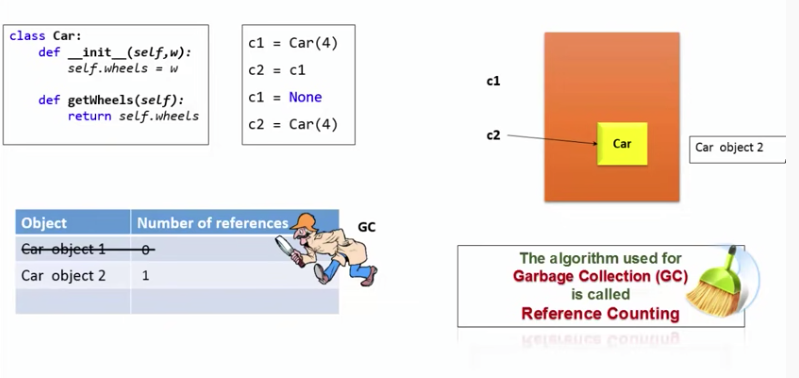 class Car:
def __init__(self,w):
self.wheels = w
def getWheels(self):
return self.wheels
c1 = Car(4)
c2 = c1
c1 = None
c2 = Car(4)
c1
c2
Car
Car object 2
Object Number of references
Car object 1 0
Car object 2 1
GC
The algorithm used for
Garbage Collection (GC)
is called
Reference Counting